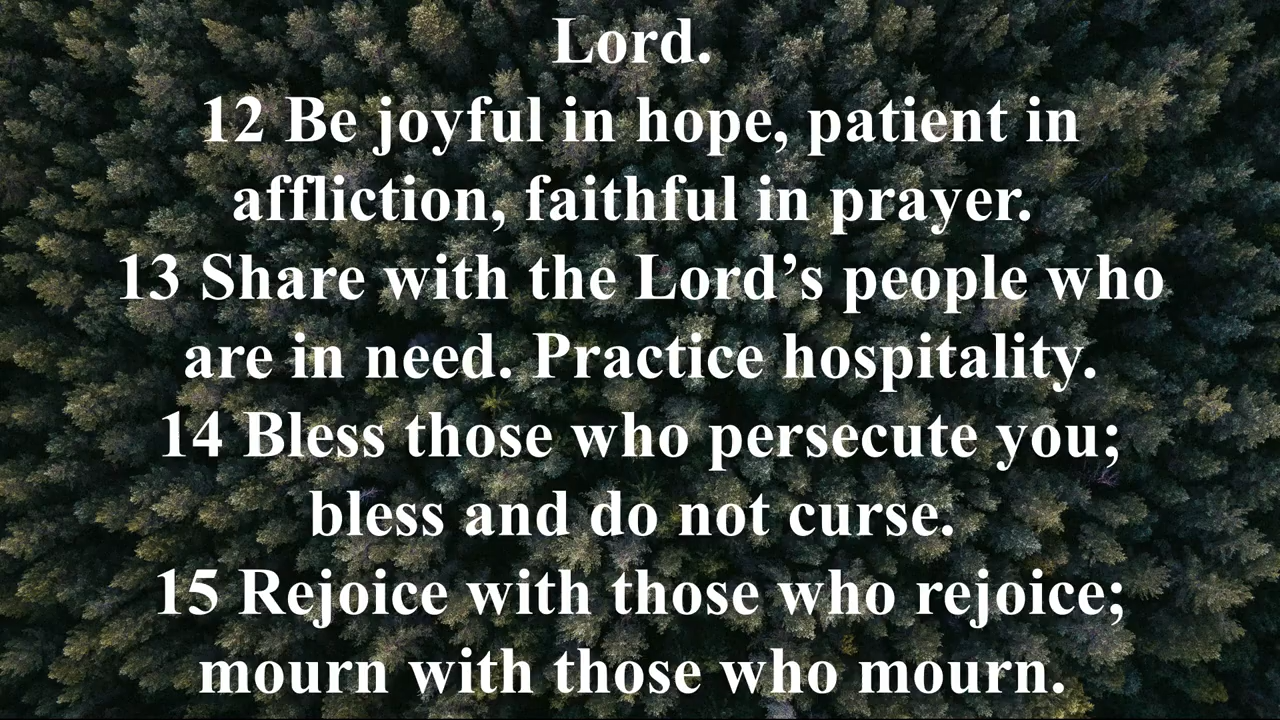 Lord.
12 Be joyful in hope, patient in
affliction, faithful in prayer.
13 Share with the Lord’s people who
are in need. Practice hospitality.
14 Bless those who persecute you;
bless and do not curse.
15 Rejoice with those who rejoice;
mourn with those who mourn.